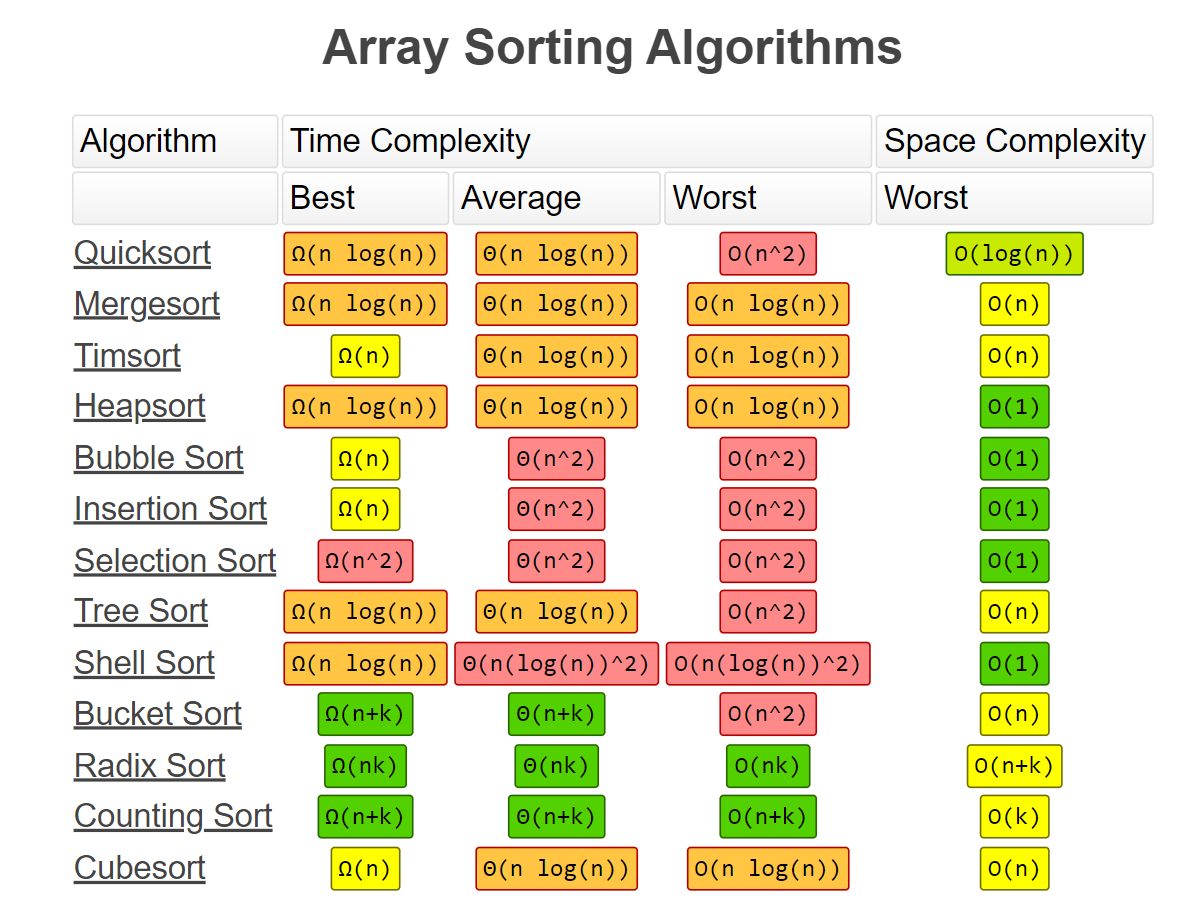 Array Sorting Algorithms
Algorithm Time Complexity Space Complexity
Best Average Worst Worst
Quicksort Ω(n log(n)) Θ(n log(n)) O(n^2) O(log(n))
Mergesort Ω(n log(n)) Θ(n log(n)) O(n log(n)) O(n)
Timsort Ω(n) Θ(n log(n)) O(n log(n)) O(n)
Heapsort Ω(n log(n)) Θ(n log(n)) O(n log(n)) O(1)
Bubble Sort Ω(n) Θ(n^2) O(n^2) O(1)
Insertion Sort Ω(n) Θ(n^2) O(n^2) O(1)
Selection Sort Ω(n^2) Θ(n^2) O(n^2) O(1)
Tree Sort Ω(n log(n)) Θ(n log(n)) O(n^2) O(n)
Shell Sort Ω(n log(n)) Θ(n(log(n))^2) O(n(log(n))^2) O(1)
Bucket Sort Ω(n+k) Θ(n+k) O(n^2) O(n)
Radix Sort Ω(nk) Θ(nk) O(nk) O(n+k)
Counting Sort Ω(n+k) Θ(n+k) O(n+k) O(k)
Cubesort Ω(n) Θ(n log(n)) O(n log(n)) O(n)